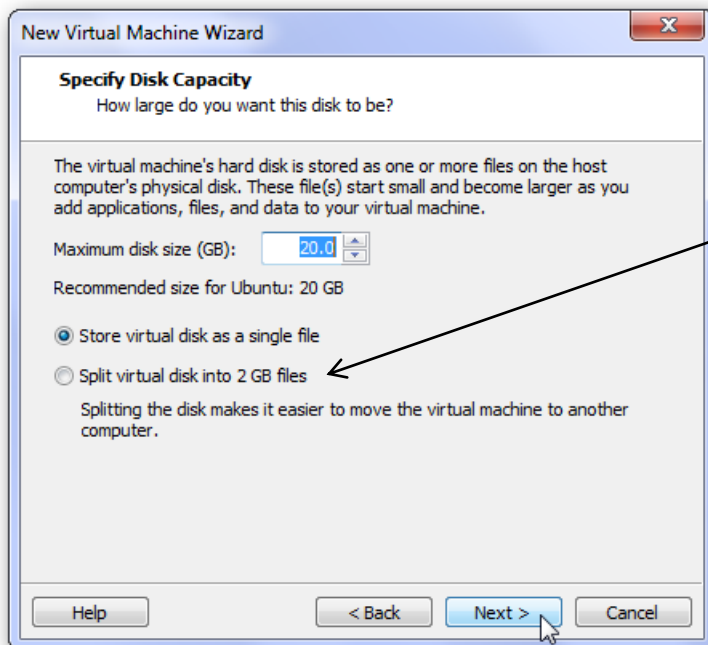 New Virtual Machine Wizard
Specify Disk Capacity
How large do you want this disk to be?
The virtual machine's hard disk is stored as one or more files on the host
computer's physical disk. These file(s) start small and become larger as you
add applications, files, and data to your virtual machine.
Maximum disk size (GB): 20.0
Recommended size for Ubuntu: 20 GB
Store virtual disk as a single file
Split virtual disk into 2 GB files
Splitting the disk makes it easier to move the virtual machine to another
computer.
Help < Back Next > Cancel